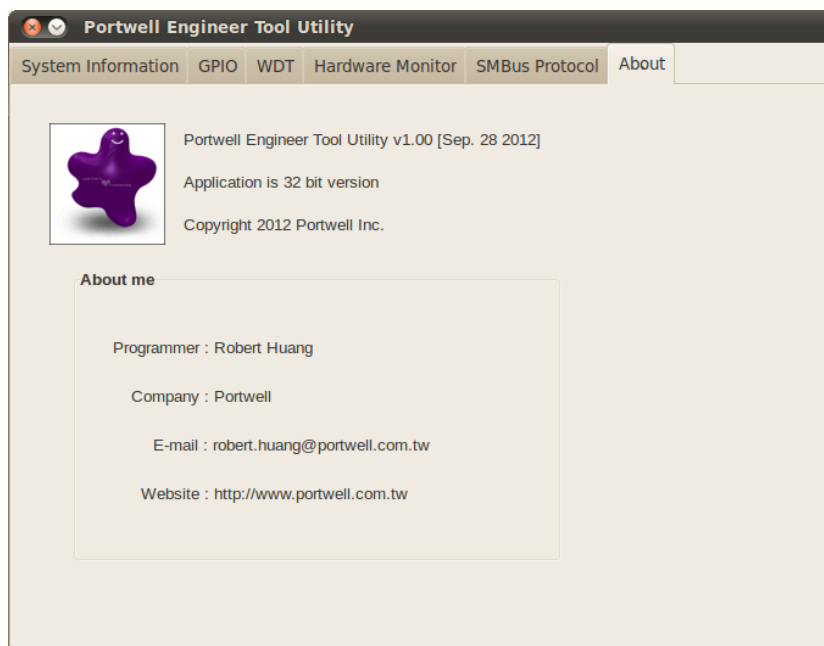 Portwell Engineer Tool Utility
System Information GPIO WDT Hardware Monitor SMBus Protocol About
Portwell Engineer Tool Utility v1.00 [Sep. 28 2012]
Application is 32 bit version
Copyright 2012 Portwell Inc.
About me
Programmer : Robert Huang
Company : Portwell
E-mail : robert.huang@portwell.com.tw
Website : http://www.portwell.com.tw